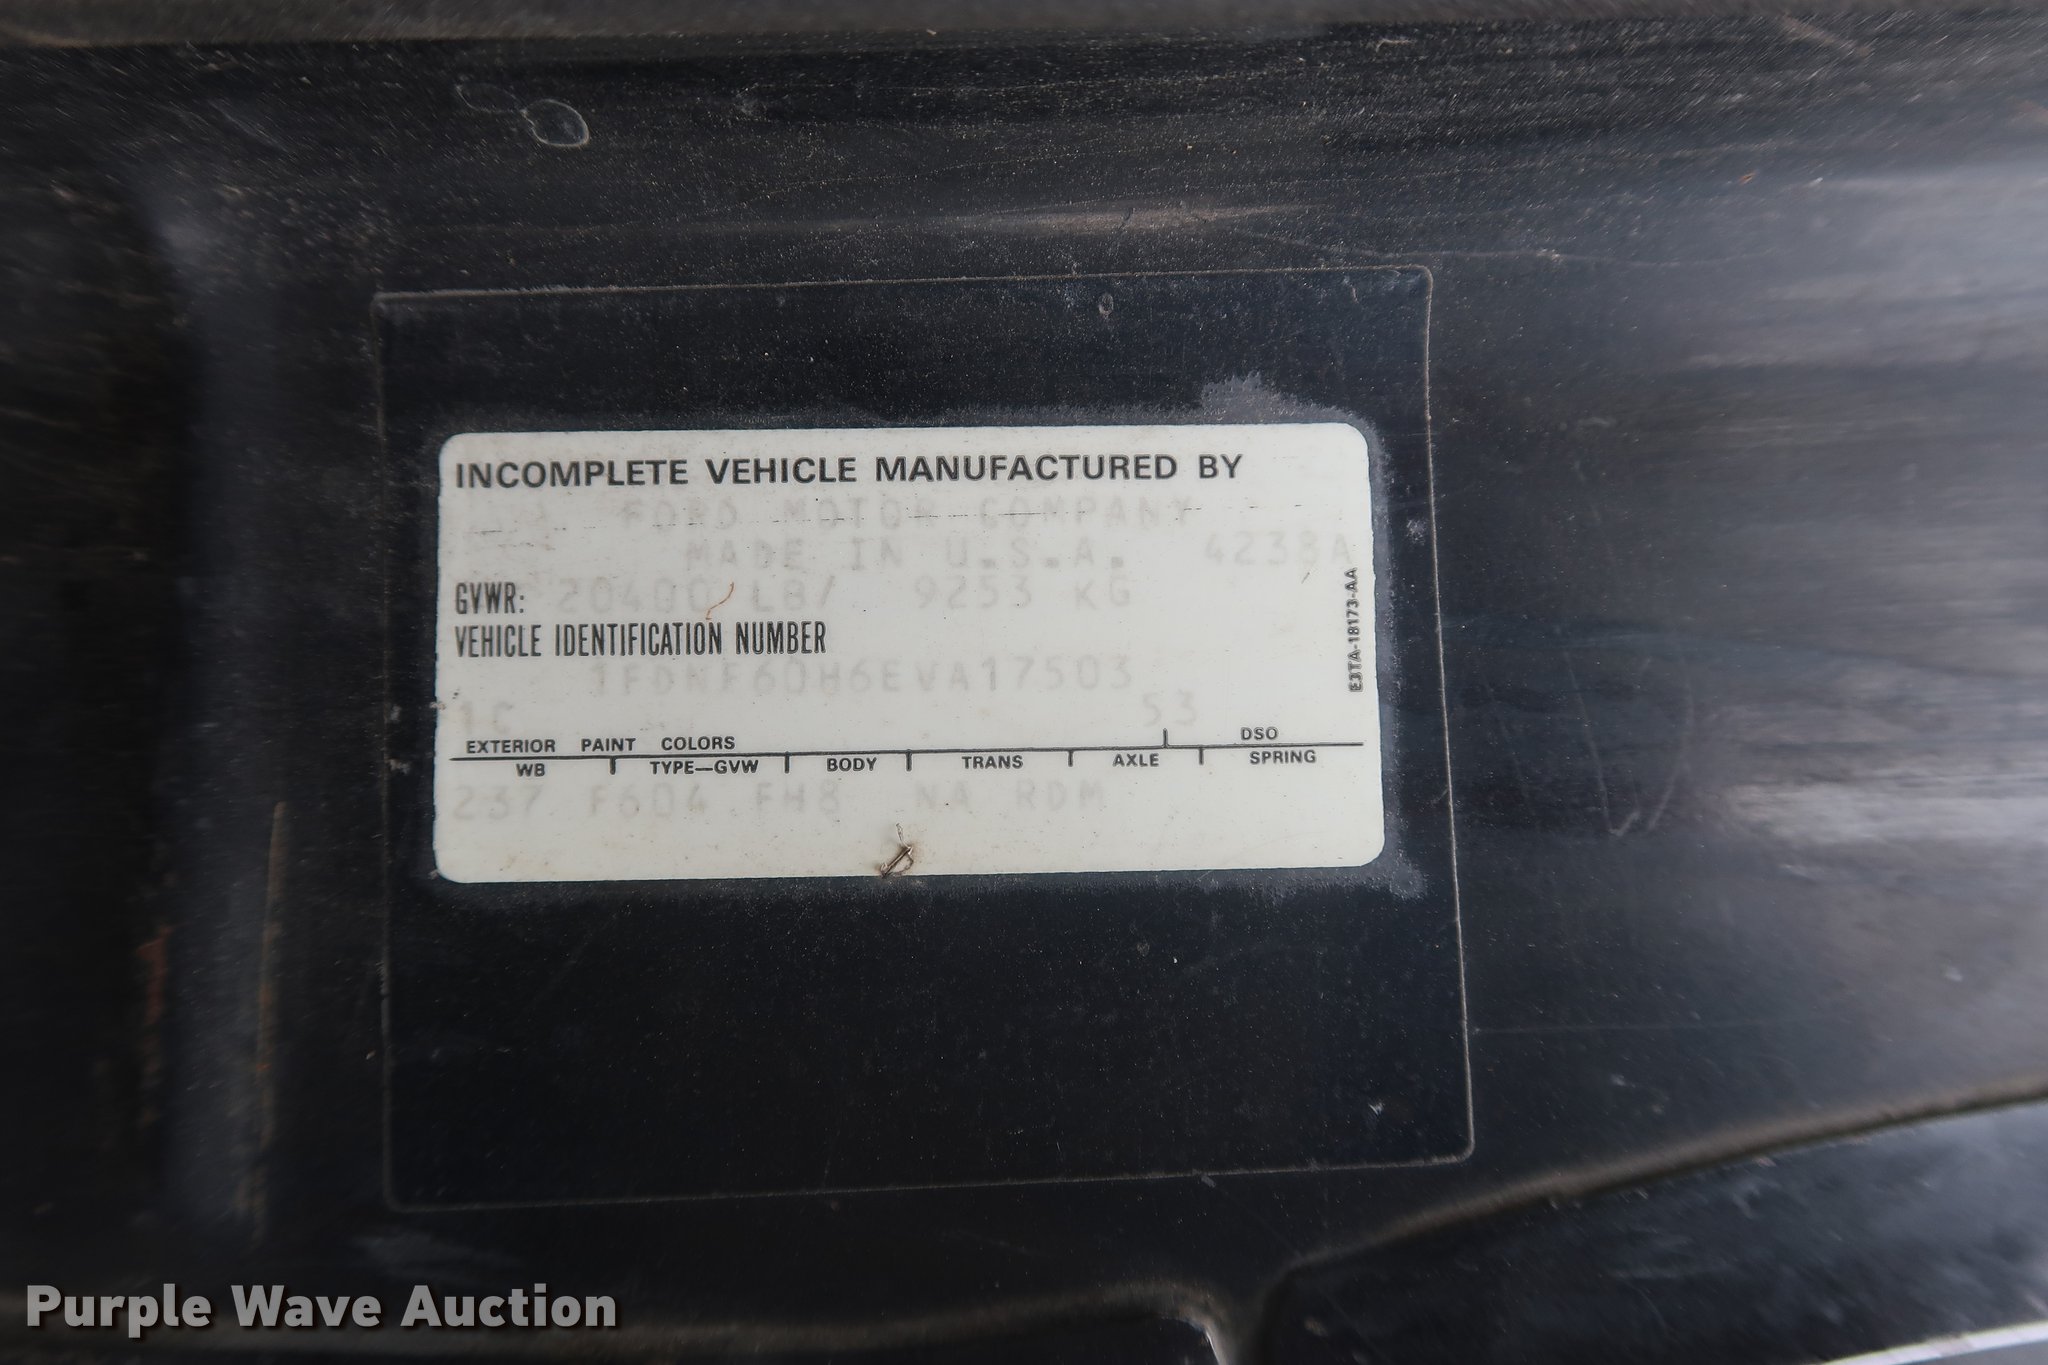 INCOMPLETE VEHICLE MANUFACTURED BY
FORD MOTOR COMPANY
MADE IN U.S.A. 4238A
GVWR: 20400 LB/ 9253 KG
VEHICLE IDENTIFICATION NUMBER
1FDNF60H6EVA17503
1C 53
EXTERIOR PAINT COLORS DSO
WB TYPE—GVW BODY TRANS AXLE SPRING
237 F604 FH8 NA RDM
E3TA-18173-AA
Purple Wave Auction